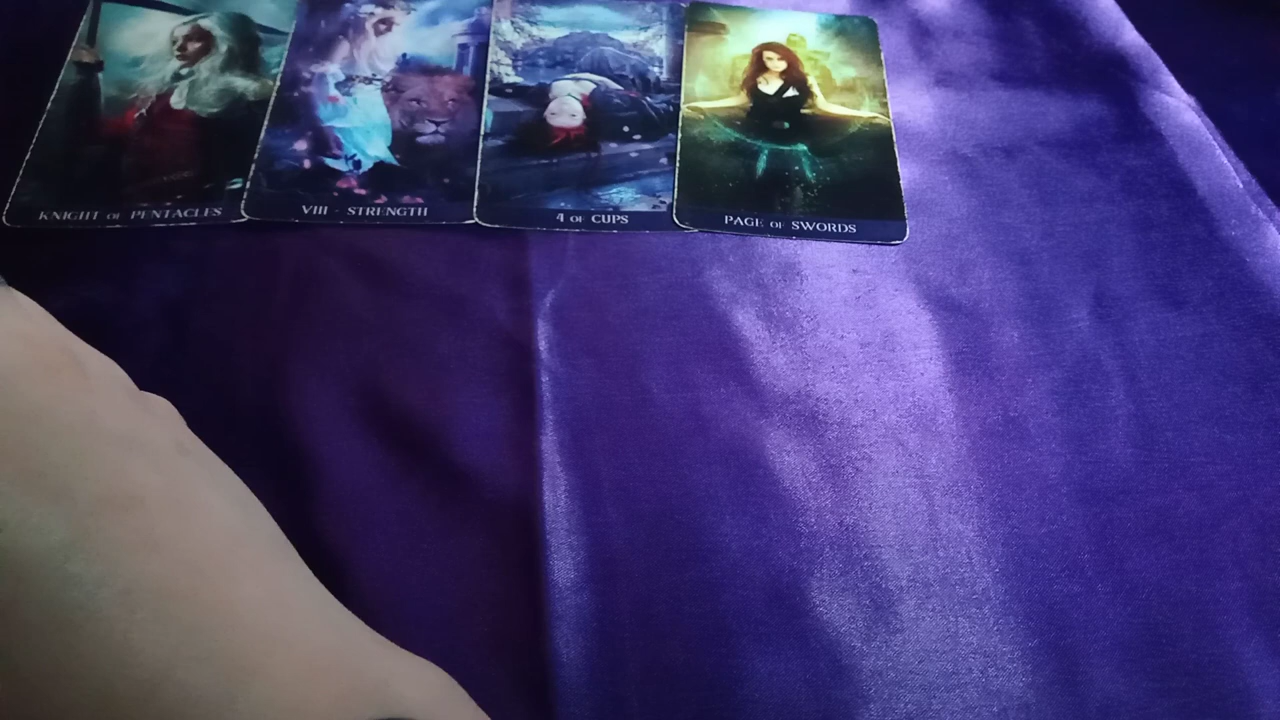 KNIGHT OF PENTACLES
VIII · STRENGTH
4 OF CUPS
PAGE OF SWORDS